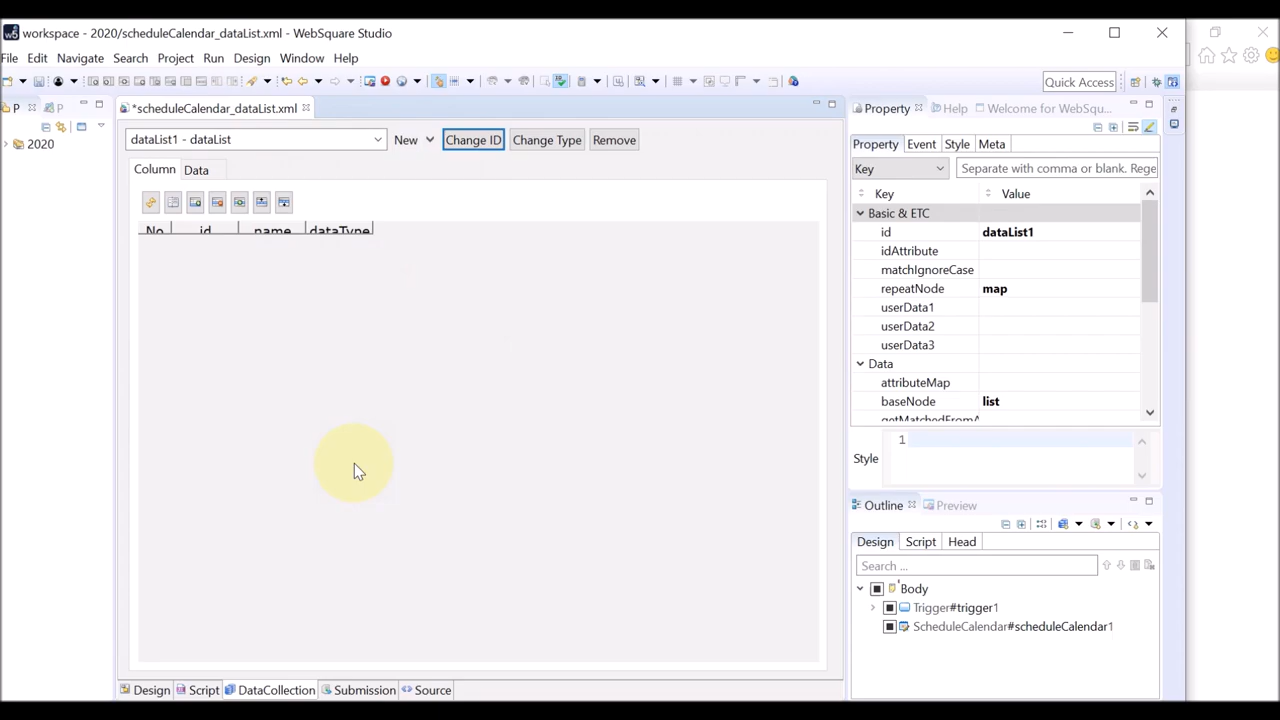 workspace - 2020/scheduleCalendar_dataList.xml - WebSquare Studio
File Edit Navigate Search Project Run Design Window Help
Quick Access
P P *scheduleCalendar_dataList.xml Property Help Welcome for WebSqu...
2020
dataList1 - dataList New Change ID Change Type Remove
Property Event Style Meta
Column Data
Key Separate with comma or blank. Rege
Key Value
No id name dataType
Basic & ETC
id dataList1
idAttribute
matchIgnoreCase
repeatNode map
userData1
userData2
userData3
Data
attributeMap
baseNode list
1
Style
Outline Preview
Design Script Head
Search ...
Body
Trigger#trigger1
ScheduleCalendar#scheduleCalendar1
Design Script DataCollection Submission Source